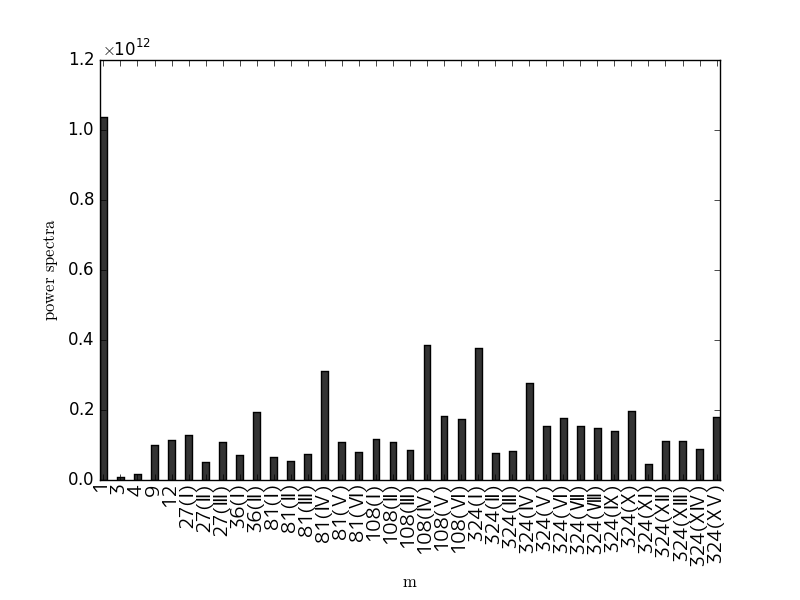 ×10¹²
1.2
1.0
0.8
0.6
0.4
0.2
0.0
power spectra
1
3
4
9
12
27(I)
27(II)
27(III)
36(I)
36(II)
81(I)
81(II)
81(III)
81(IV)
81(V)
81(VI)
108(I)
108(II)
108(III)
108(IV)
108(V)
108(VI)
324(I)
324(II)
324(III)
324(IV)
324(V)
324(VI)
324(VII)
324(VIII)
324(IX)
324(X)
324(XI)
324(XII)
324(XIII)
324(XIV)
324(XV)
m